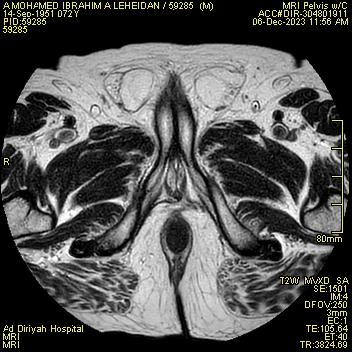 A MOHAMED IBRAHIM A LEHEIDAN / 59285 (M)
14-Sep-1951 072Y
PID:59285
59285
MRI Pelvis w/C
ACC#DIR-304801911
06-Dec-2023 11:56 AM
R
80mm
T2W_MVXD_SA
SE:1501
IM:4
DFOV:250
3mm
EC:1
TE:105.64
ET:40
TR:3824.69
Ad Diriyah Hospital
MRI
MRI